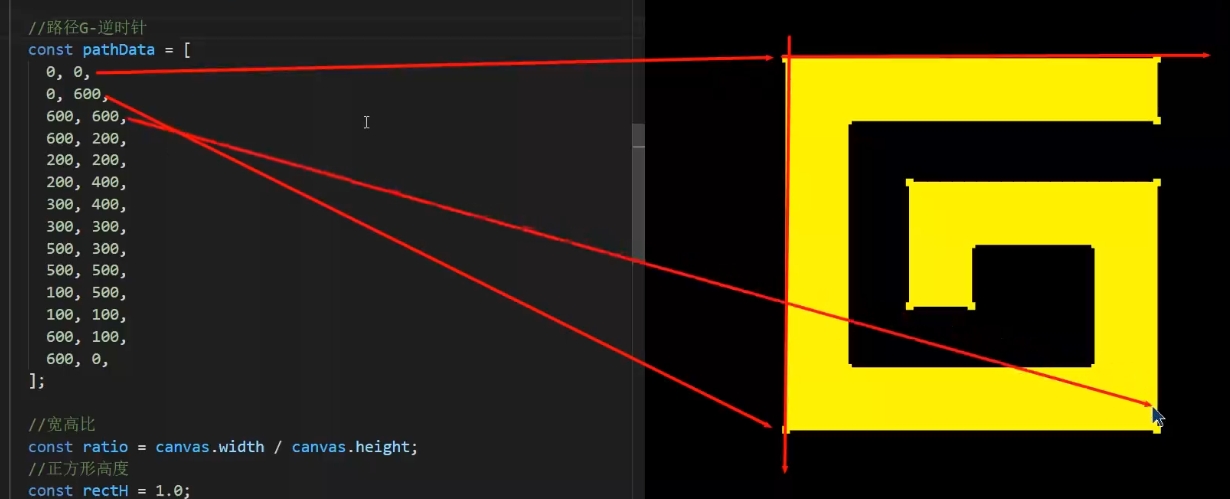 //路径G-逆时针
const pathData = [
0, 0,
0, 600,
600, 600,
600, 200,
200, 200,
200, 400,
300, 400,
300, 300,
500, 300,
500, 500,
100, 500,
100, 100,
600, 100,
600, 0,
];
//宽高比
const ratio = canvas.width / canvas.height;
//正方形高度
const rectH = 1.0;